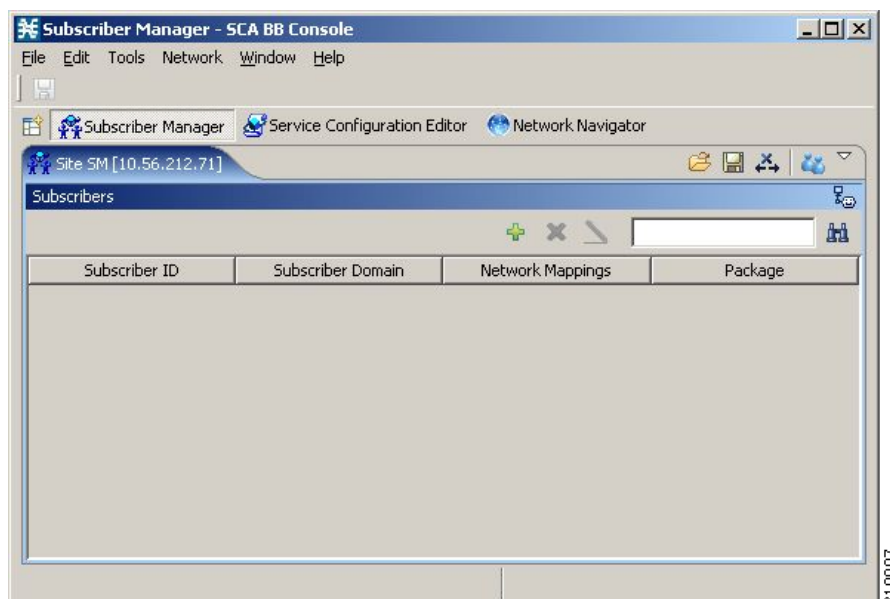 Subscriber Manager - SCA BB Console
File Edit Tools Network Window Help
Subscriber Manager Service Configuration Editor Network Navigator
Site SM [10.56.212.71]
Subscribers
Subscriber ID Subscriber Domain Network Mappings Package